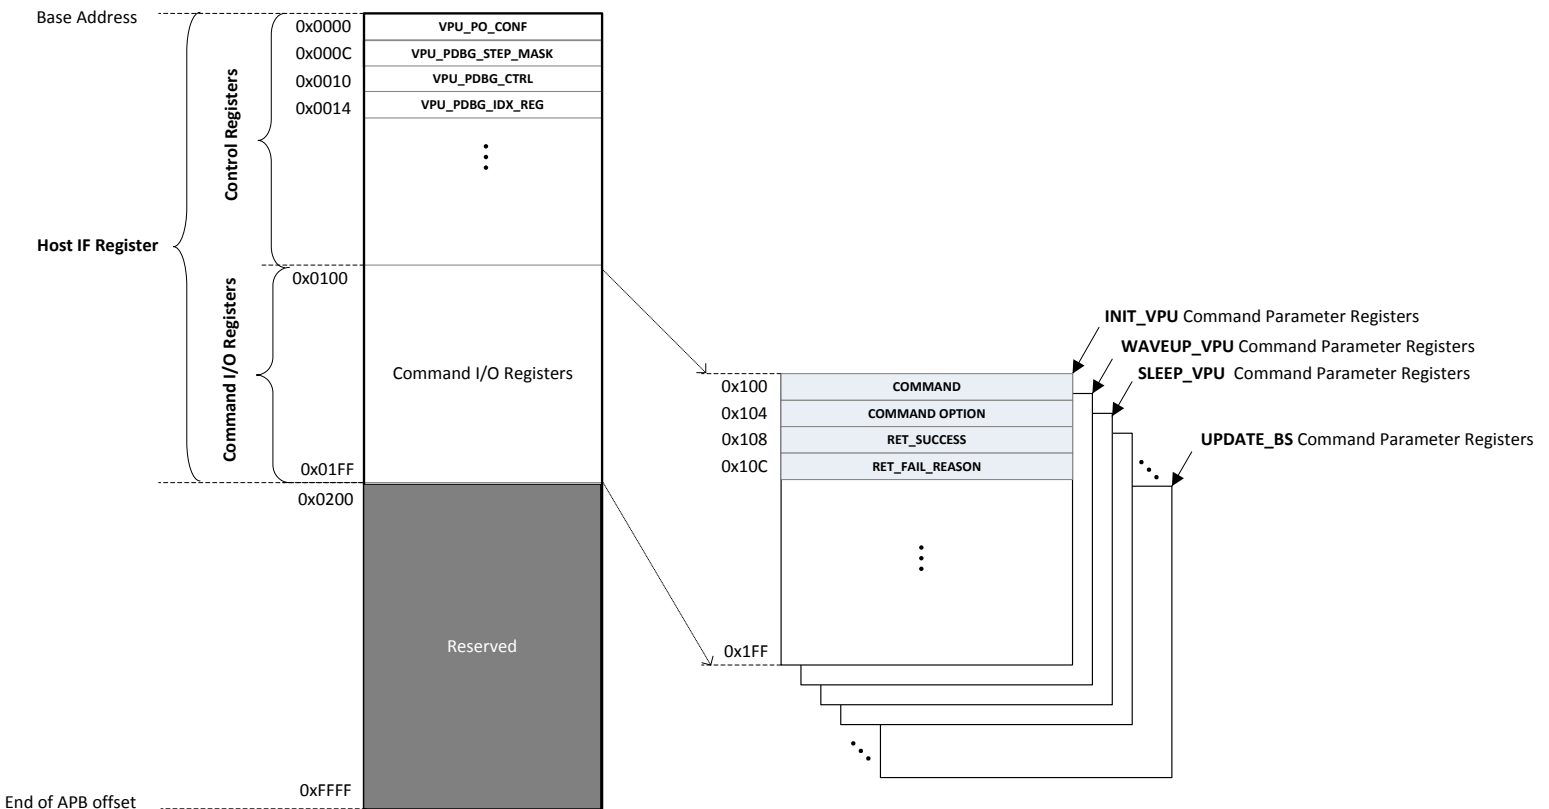 Base Address
0x0000
VPU_PO_CONF
0x000C
VPU_PDBG_STEP_MASK
0x0010
VPU_PDBG_CTRL
0x0014
VPU_PDBG_IDX_REG
Control Registers
Host IF Register
0x0100
Command I/O Registers
Command I/O Registers
0x01FF
0x0200
Reserved
0xFFFF
End of APB offset
INIT_VPU Command Parameter Registers
WAVEUP_VPU Command Parameter Registers
SLEEP_VPU Command Parameter Registers
UPDATE_BS Command Parameter Registers
0x100
COMMAND
0x104
COMMAND OPTION
0x108
RET_SUCCESS
0x10C
RET_FAIL_REASON
0x1FF